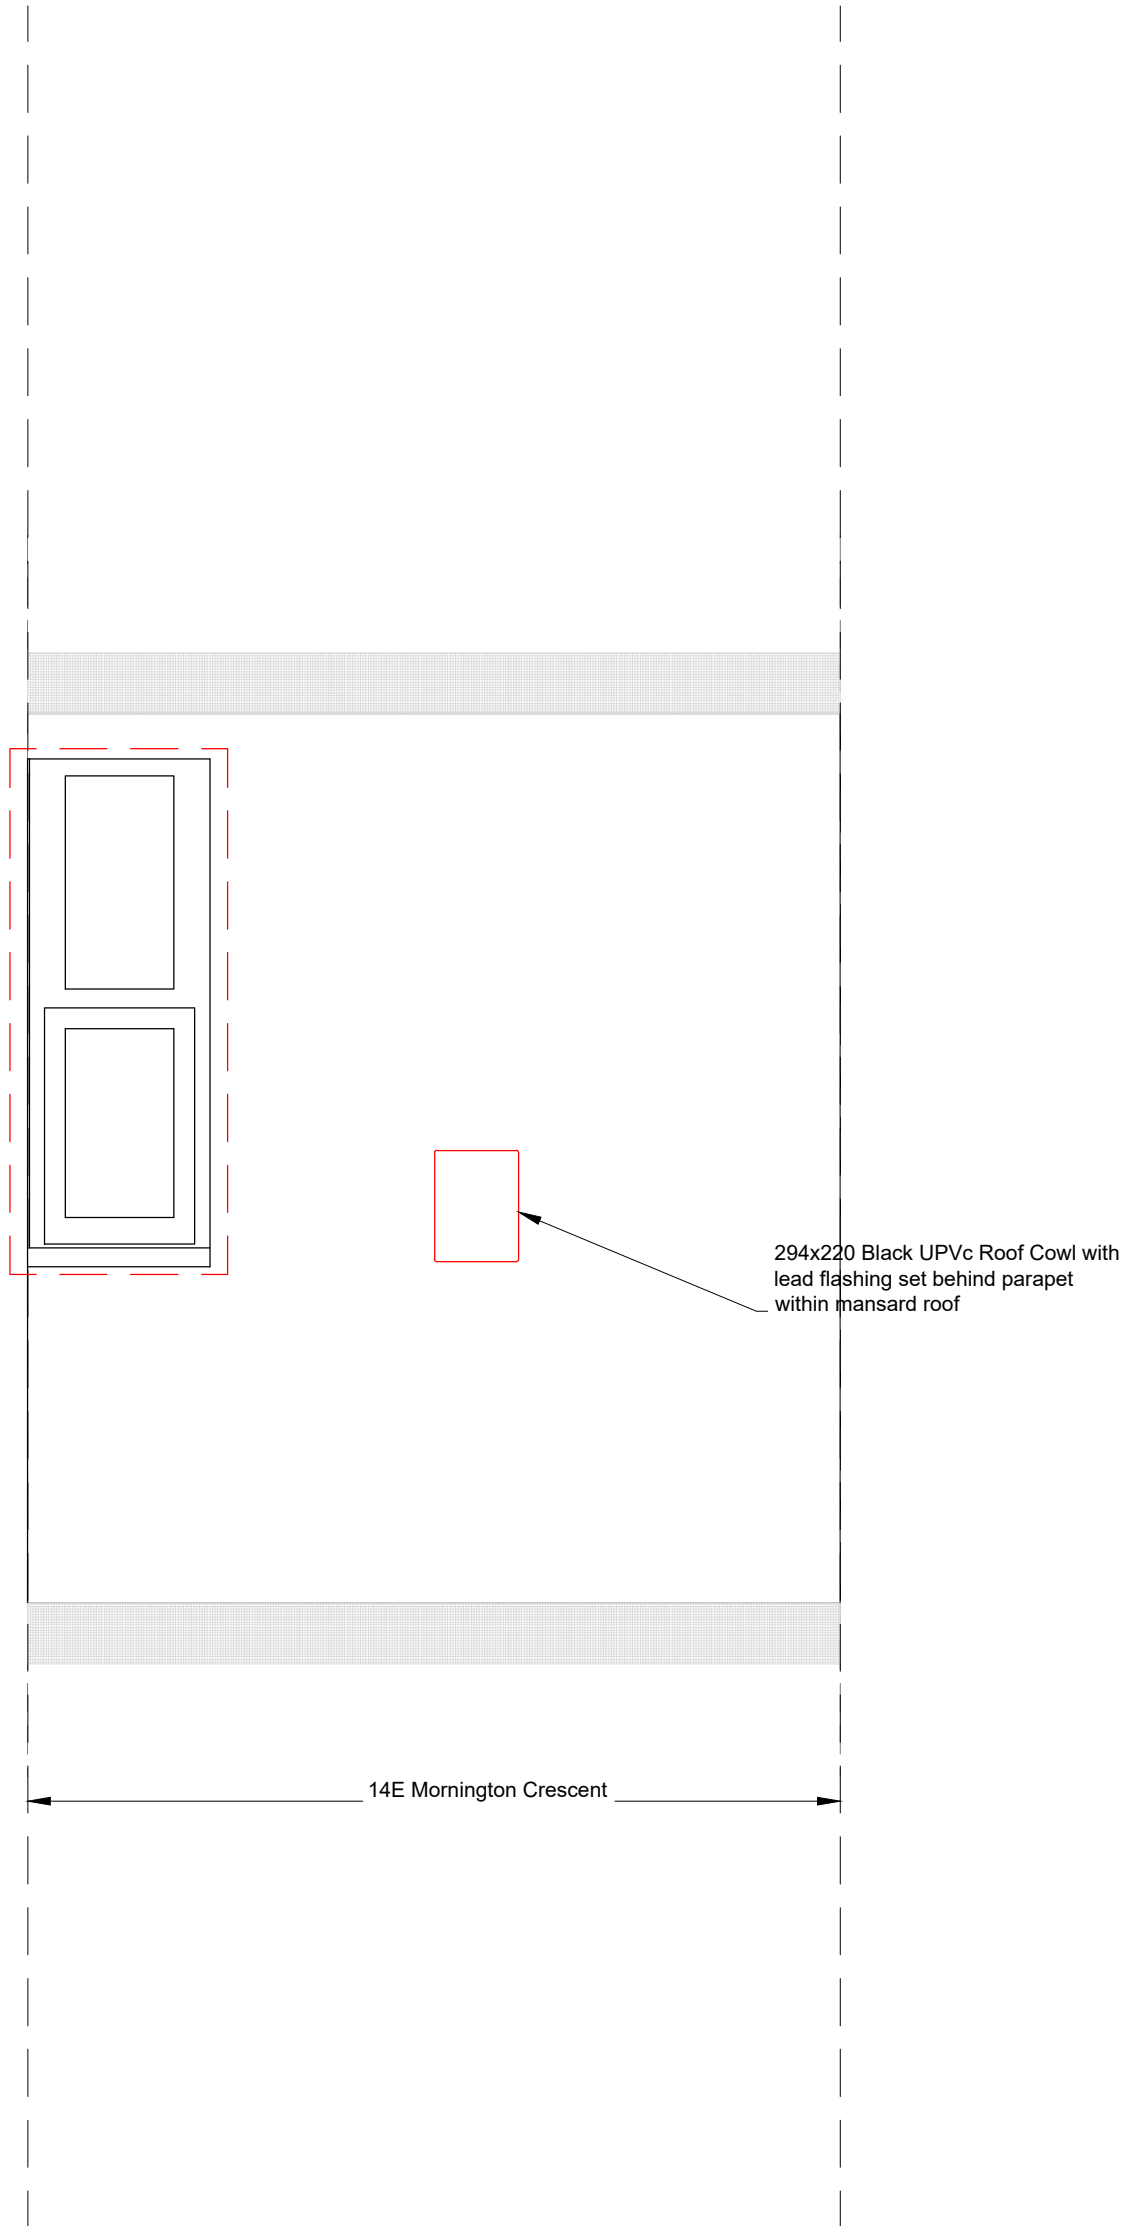 294x220 Black UPVc Roof Cowl with
lead flashing set behind parapet
within mansard roof
14E Mornington Crescent